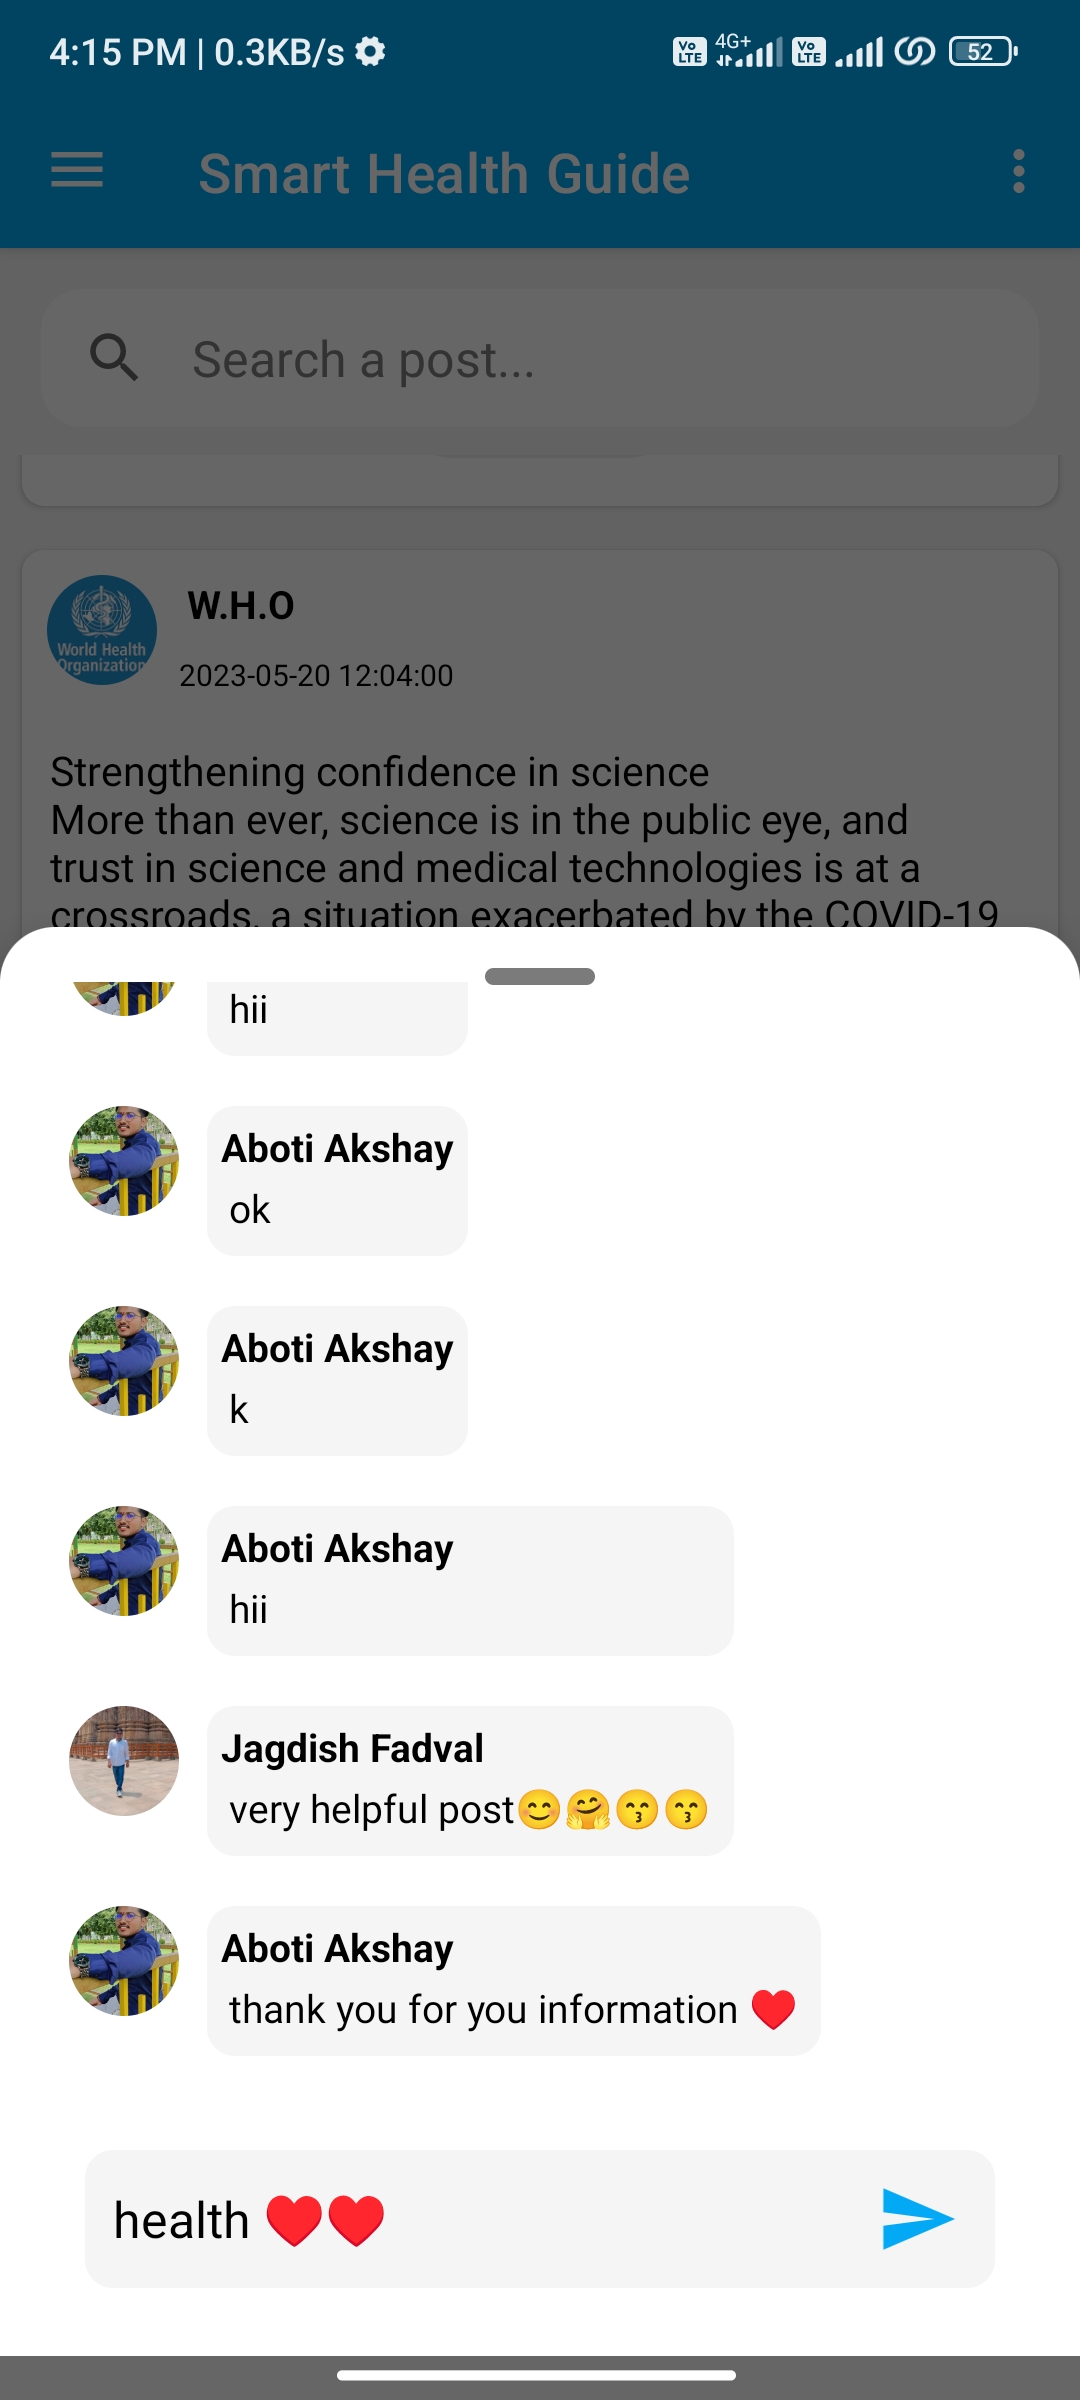 4:15 PM | 0.3KB/s
Vo LTE 4G+ Vo LTE 52
Smart Health Guide
Search a post...
W.H.O
World Health
Organization
2023-05-20 12:04:00
Strengthening confidence in science
More than ever, science is in the public eye, and
trust in science and medical technologies is at a
crossroads, a situation exacerbated by the COVID-19
hii
Aboti Akshay
ok
Aboti Akshay
k
Aboti Akshay
hii
Jagdish Fadval
very helpful post😊🤗😙😙
Aboti Akshay
thank you for you information ♥️
health ♥️♥️